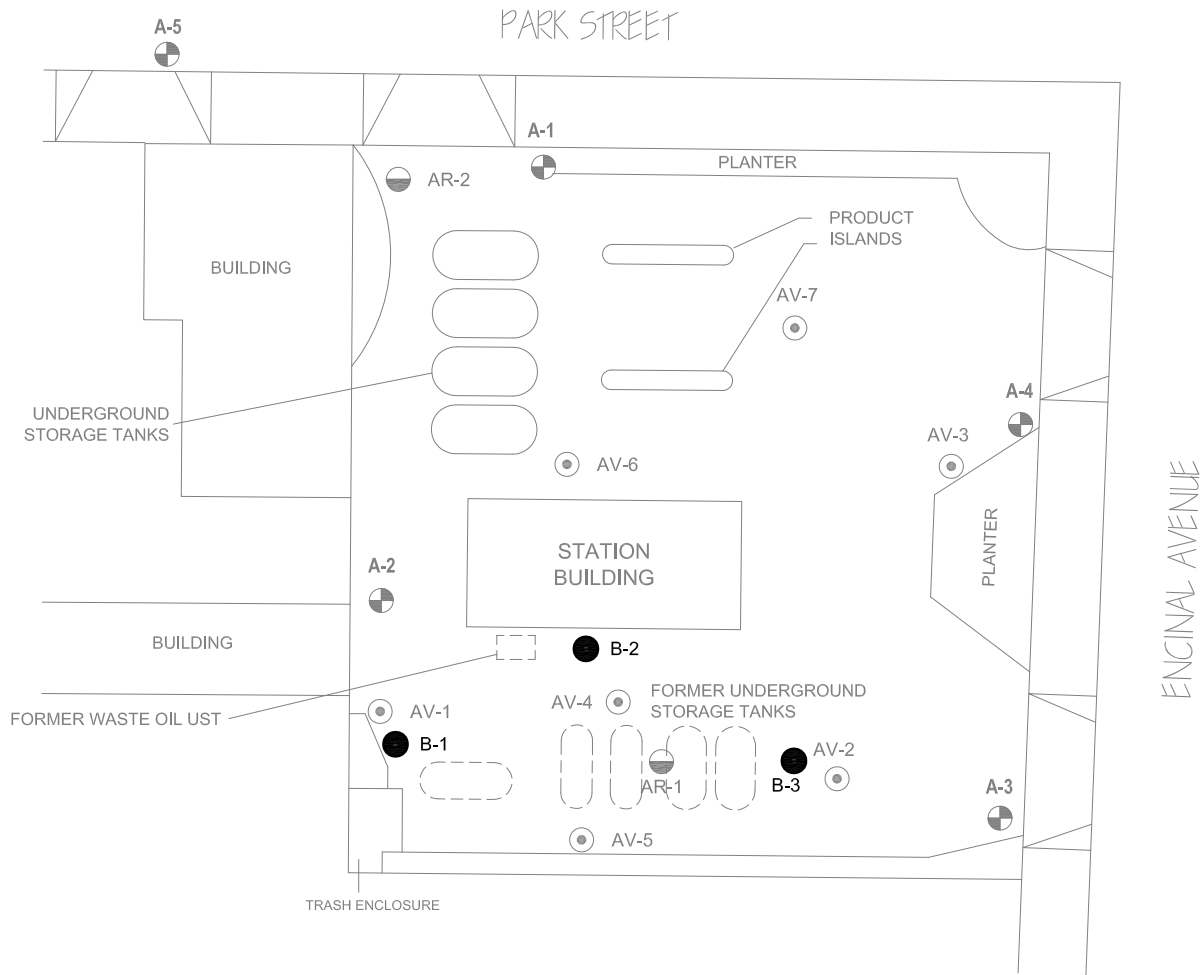 PARK STREET
A-5
A-1
PLANTER
AR-2
PRODUCT
ISLANDS
BUILDING
AV-7
UNDERGROUND
STORAGE TANKS
A-4
AV-3
AV-6
ENCINAL AVENUE
STATION
BUILDING
PLANTER
A-2
BUILDING
B-2
FORMER WASTE OIL UST
AV-1
AV-4
FORMER UNDERGROUND
STORAGE TANKS
B-1
AV-2
AR-1
B-3
A-3
AV-5
TRASH ENCLOSURE